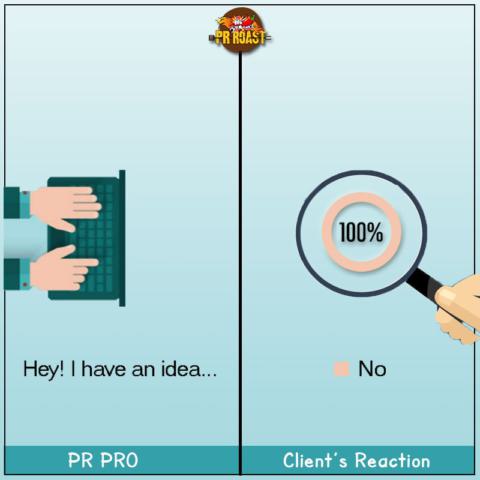 PR ROAST
100%
Hey! I have an idea...
No
PR PRO
Client's Reaction